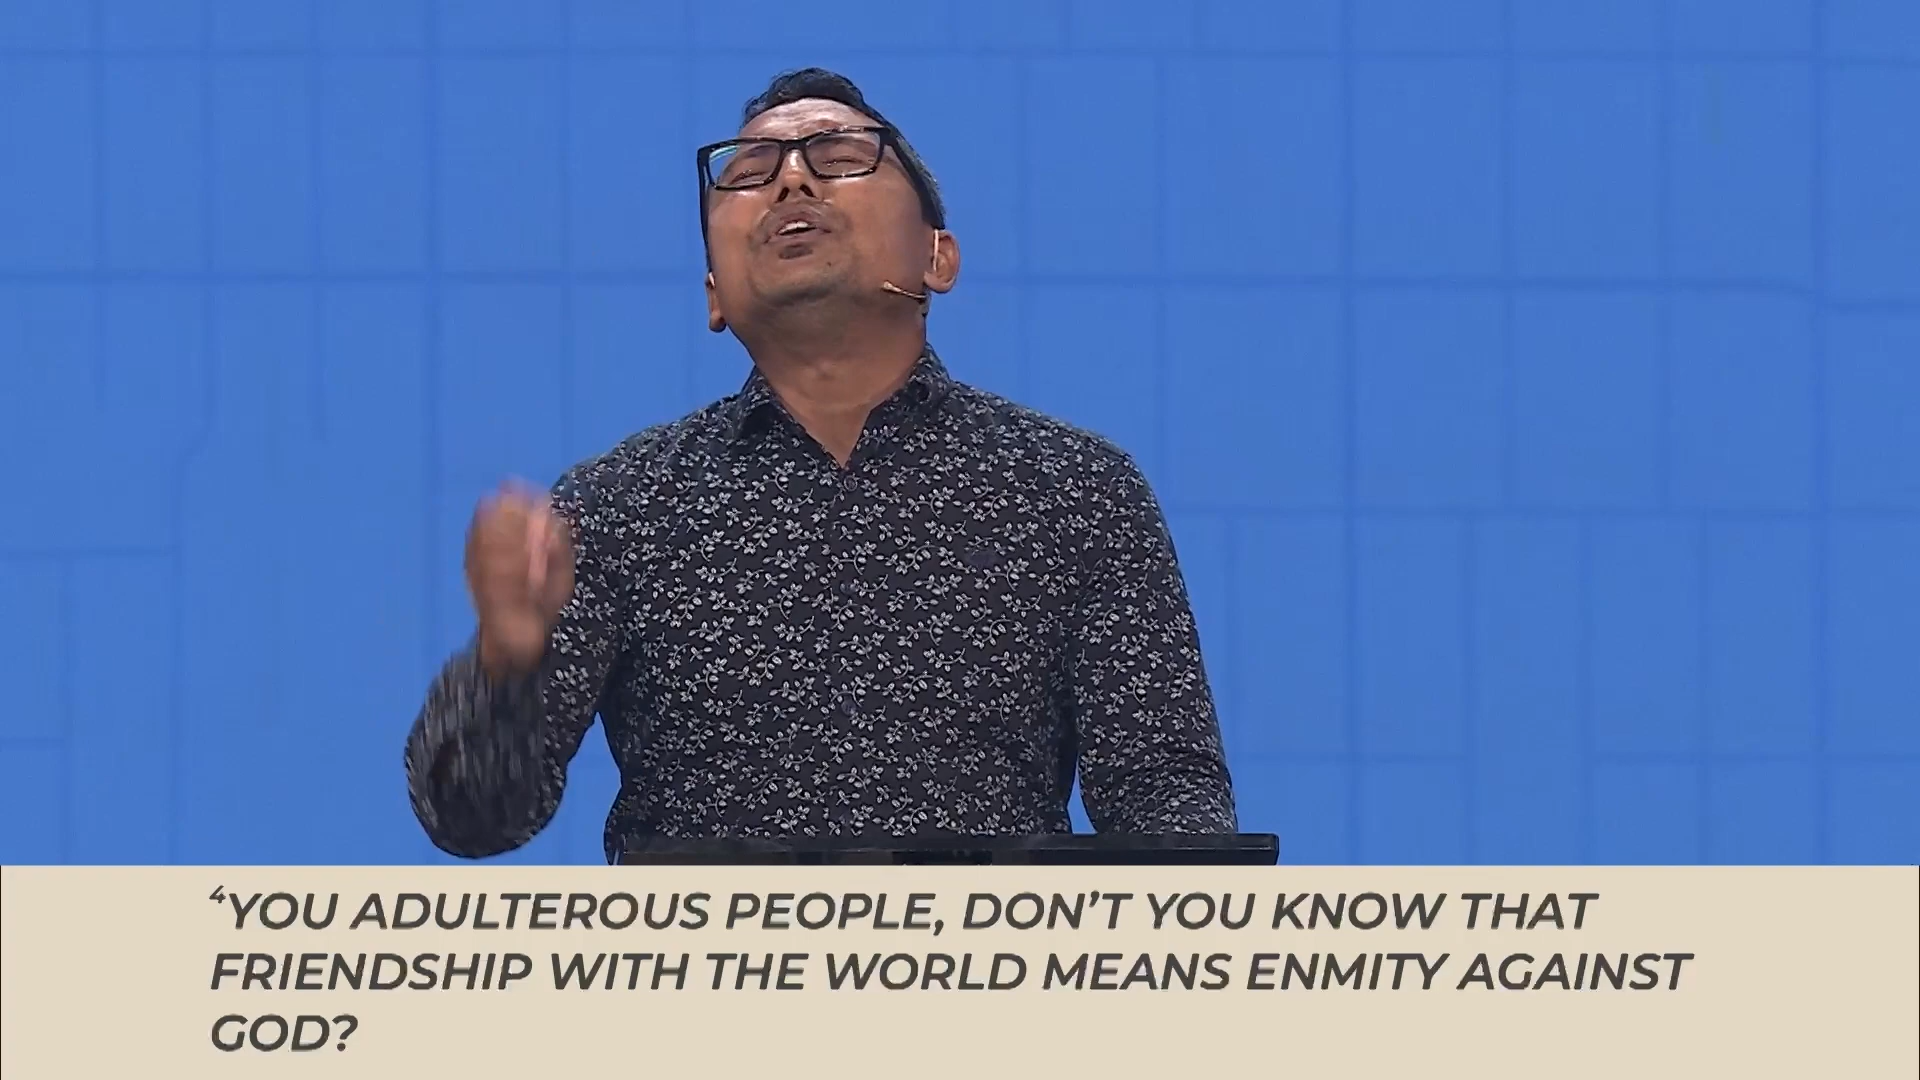 ⁴YOU ADULTEROUS PEOPLE, DON’T YOU KNOW THAT
FRIENDSHIP WITH THE WORLD MEANS ENMITY AGAINST
GOD?